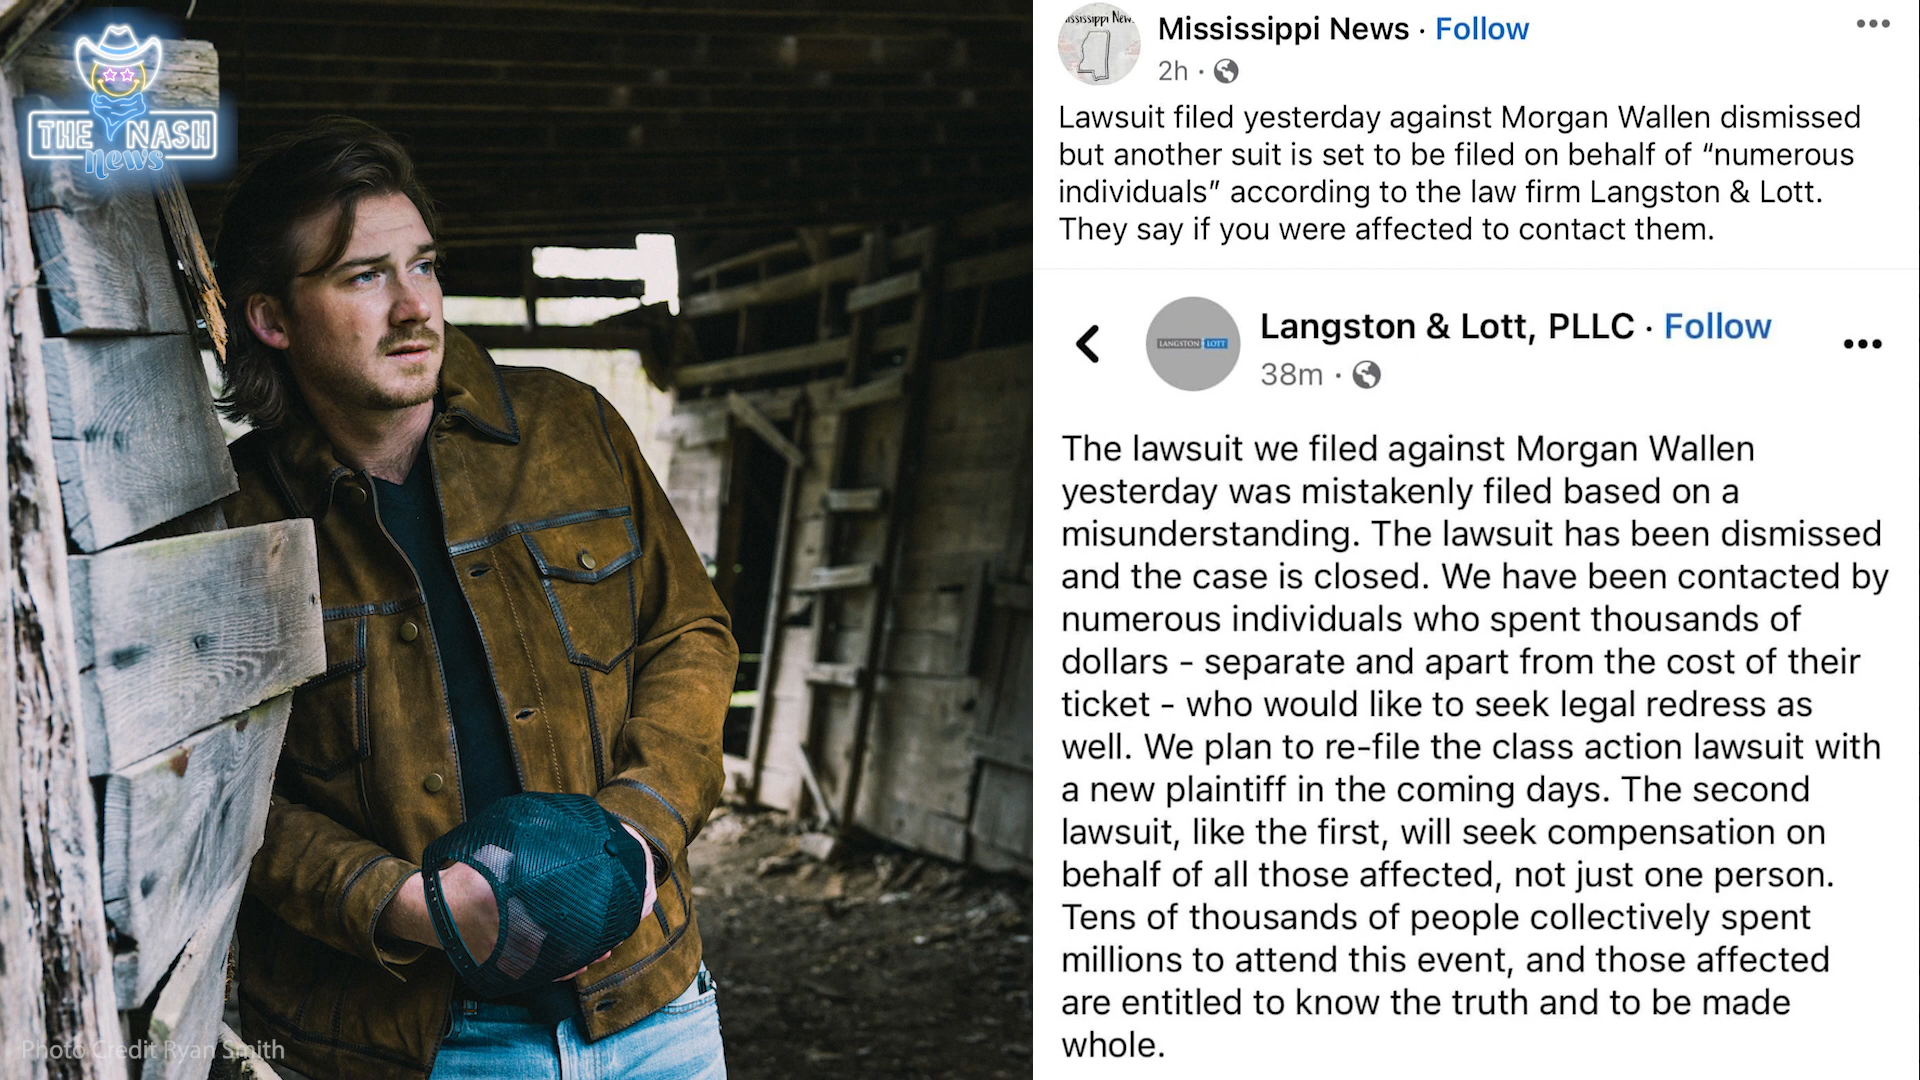 THE NASH
News
Photo Credit Ryan Smith
Mississippi News · Follow
2h ·
Lawsuit filed yesterday against Morgan Wallen dismissed
but another suit is set to be filed on behalf of “numerous
individuals” according to the law firm Langston & Lott.
They say if you were affected to contact them.
LANGSTON LOTT
Langston & Lott, PLLC · Follow
38m ·
The lawsuit we filed against Morgan Wallen
yesterday was mistakenly filed based on a
misunderstanding. The lawsuit has been dismissed
and the case is closed. We have been contacted by
numerous individuals who spent thousands of
dollars - separate and apart from the cost of their
ticket - who would like to seek legal redress as
well. We plan to re-file the class action lawsuit with
a new plaintiff in the coming days. The second
lawsuit, like the first, will seek compensation on
behalf of all those affected, not just one person.
Tens of thousands of people collectively spent
millions to attend this event, and those affected
are entitled to know the truth and to be made
whole.